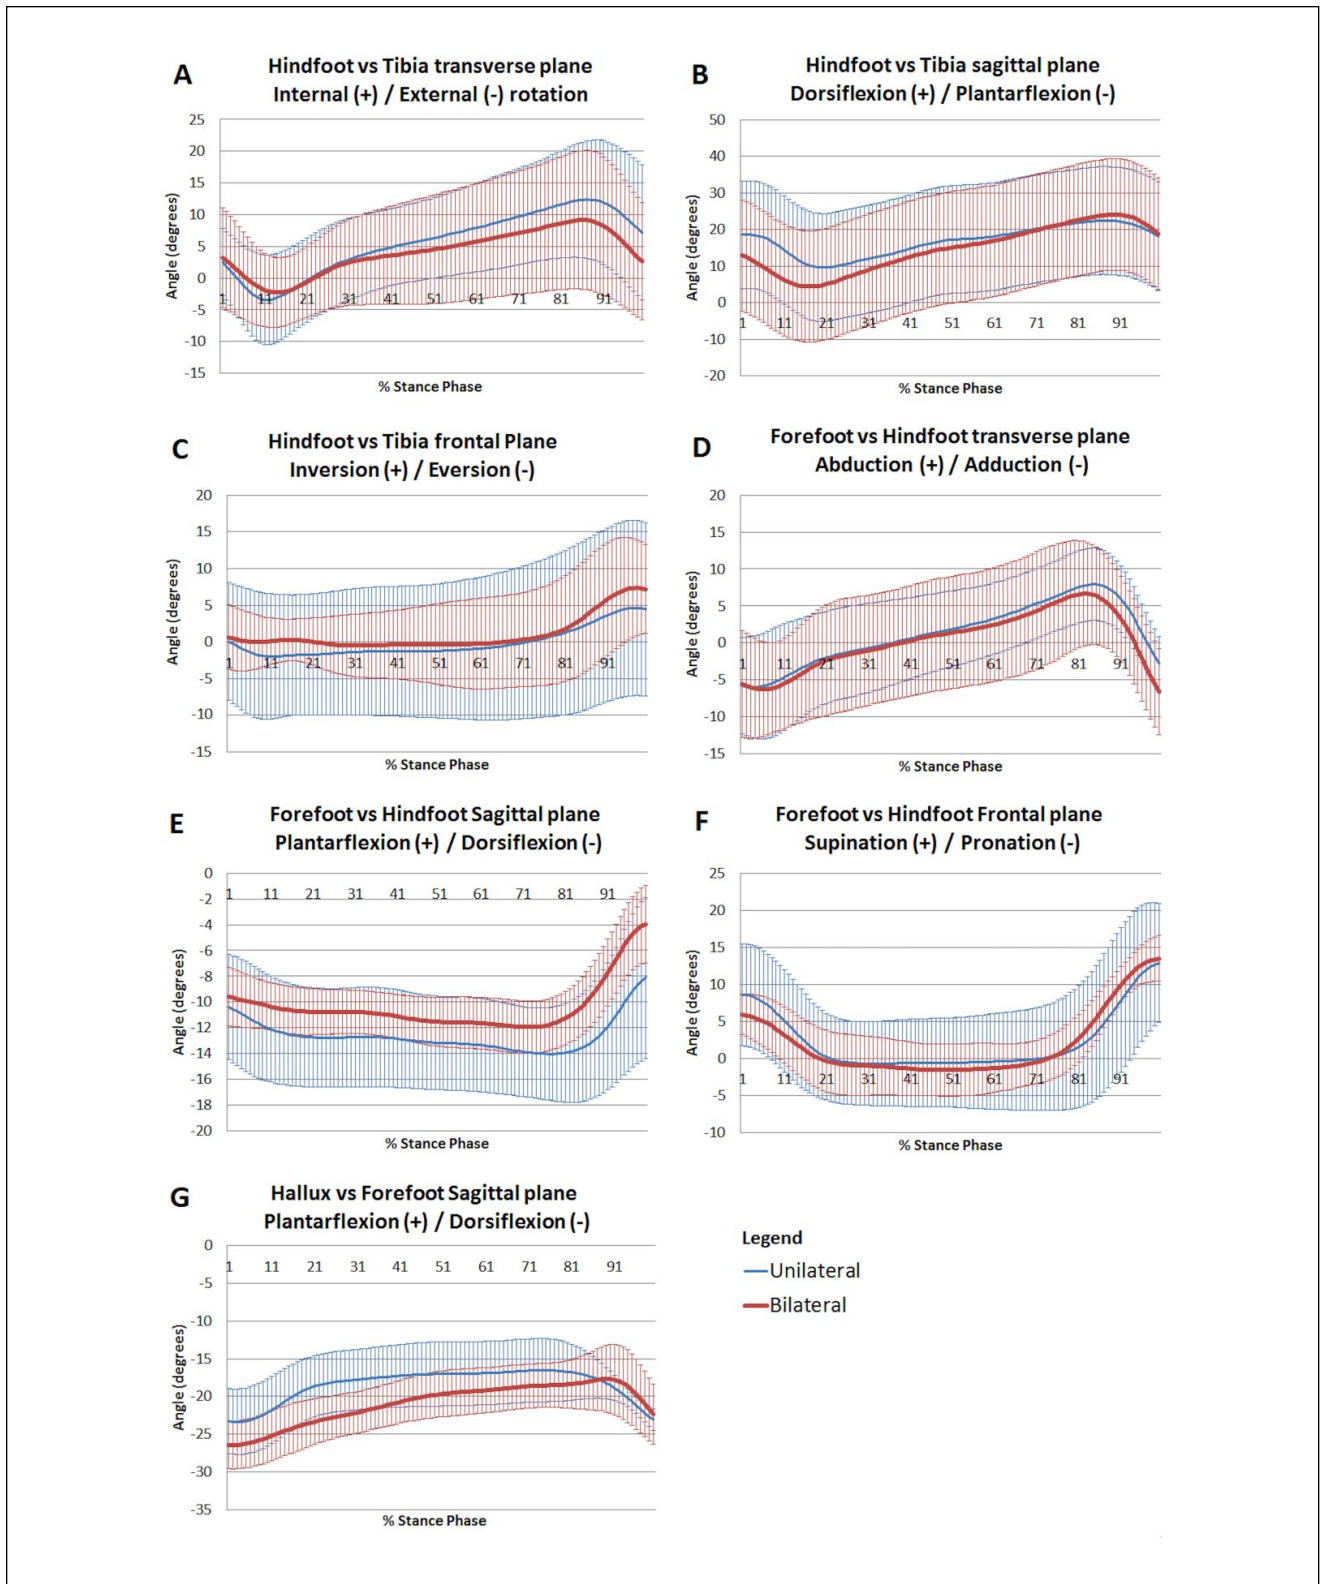 A
Hindfoot vs Tibia transverse plane
Internal (+) / External (-) rotation
25
20
15
10
5
0
-5
-10
-15
Angle (degrees)
1 11 21 31 41 51 61 71 81 91
% Stance Phase
B
Hindfoot vs Tibia sagittal plane
Dorsiflexion (+) / Plantarflexion (-)
50
40
30
20
10
0
-10
-20
Angle (degrees)
1 11 21 31 41 51 61 71 81 91
% Stance Phase
C
Hindfoot vs Tibia frontal Plane
Inversion (+) / Eversion (-)
20
15
10
5
0
-5
-10
-15
Angle (degrees)
1 11 21 31 41 51 61 71 81 91
% Stance Phase
D
Forefoot vs Hindfoot transverse plane
Abduction (+) / Adduction (-)
20
15
10
5
0
-5
-10
-15
Angle (degrees)
1 11 21 31 41 51 61 71 81 91
% Stance Phase
E
Forefoot vs Hindfoot Sagittal plane
Plantarflexion (+) / Dorsiflexion (-)
0
-2
-4
-6
-8
-10
-12
-14
-16
-18
-20
Angle (degrees)
1 11 21 31 41 51 61 71 81 91
% Stance Phase
F
Forefoot vs Hindfoot Frontal plane
Supination (+) / Pronation (-)
25
20
15
10
5
0
-5
-10
Angle (degrees)
1 11 21 31 41 51 61 71 81 91
% Stance Phase
G
Hallux vs Forefoot Sagittal plane
Plantarflexion (+) / Dorsiflexion (-)
0
-5
-10
-15
-20
-25
-30
-35
Angle (degrees)
1 11 21 31 41 51 61 71 81 91
% Stance Phase
Legend
Unilateral
Bilateral